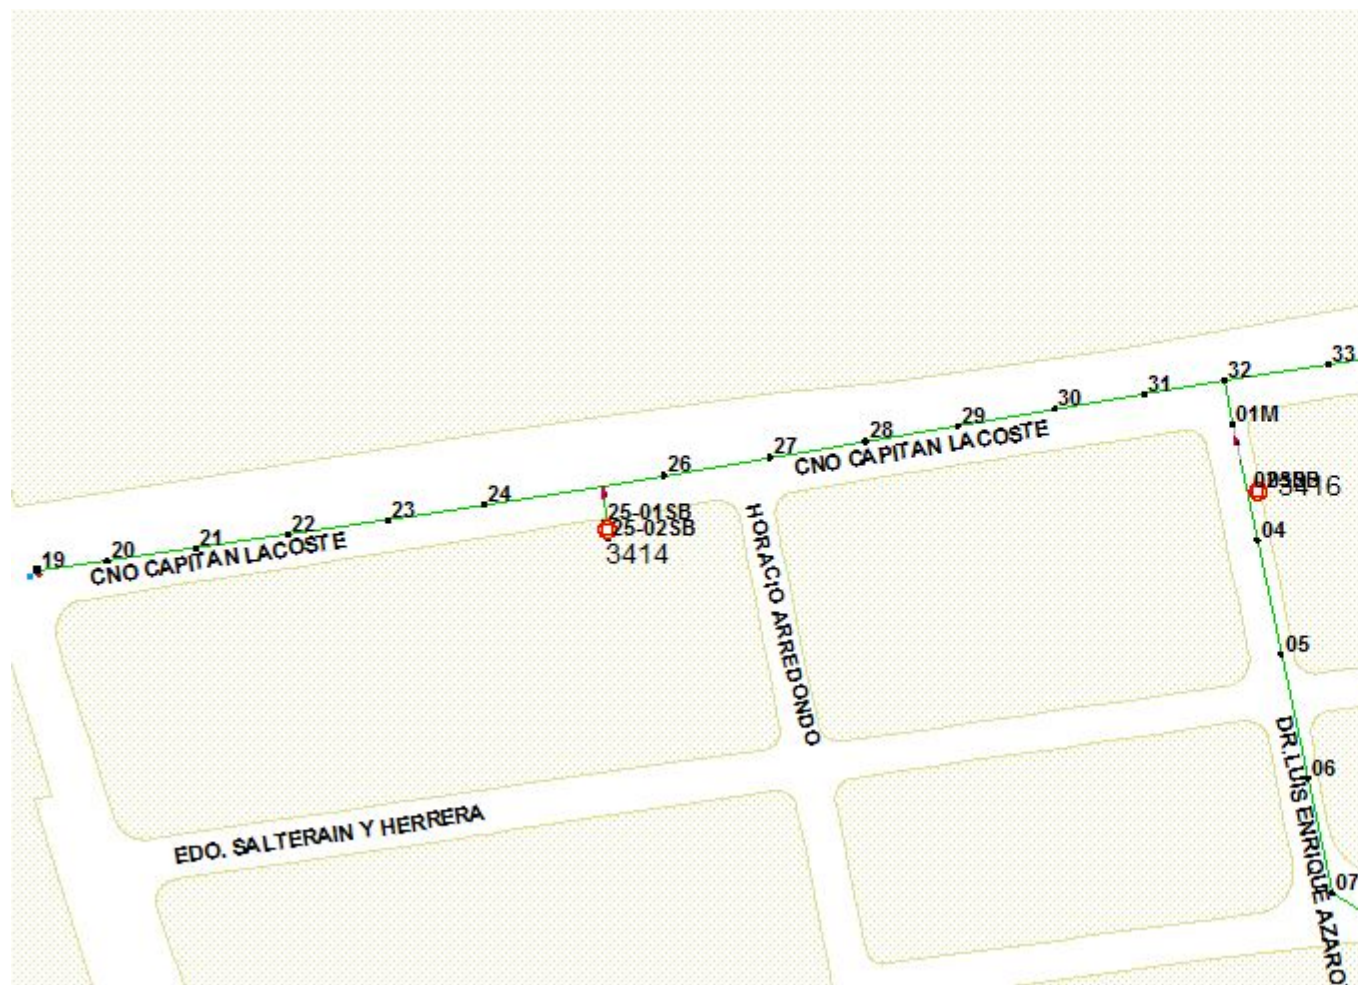 33
32
31
30
01M
29
28
CNO CAPITAN LACOSTE
27
26
3416
24
25-01SB
23
25-02SB
22
04
21
CNO CAPITAN LACOSTE
20
19
3414
HORACIO ARREDONDO
05
06
DR.LUIS ENRIQUE AZARO
EDO. SALTERAIN Y HERRERA
07